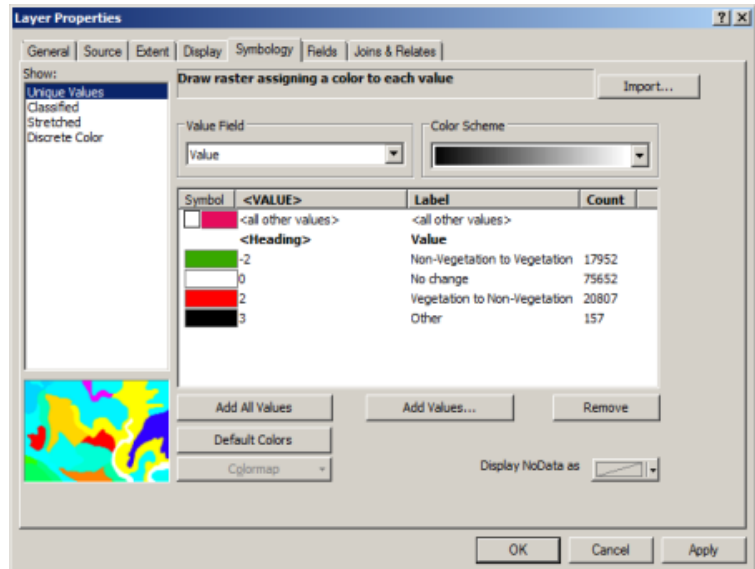 Layer Properties
General Source Extent Display Symbology Fields Joins & Relates
Show:
Unique Values
Classified
Stretched
Discrete Color
Draw raster assigning a color to each value
Import...
Value Field
Value
Color Scheme
Symbol <VALUE> Label Count
<all other values> <all other values>
<Heading> Value
-2 Non-Vegetation to Vegetation 17952
0 No change 75652
2 Vegetation to Non-Vegetation 20807
3 Other 157
Add All Values Add Values... Remove
Default Colors
Colormap Display NoData as
OK Cancel Apply